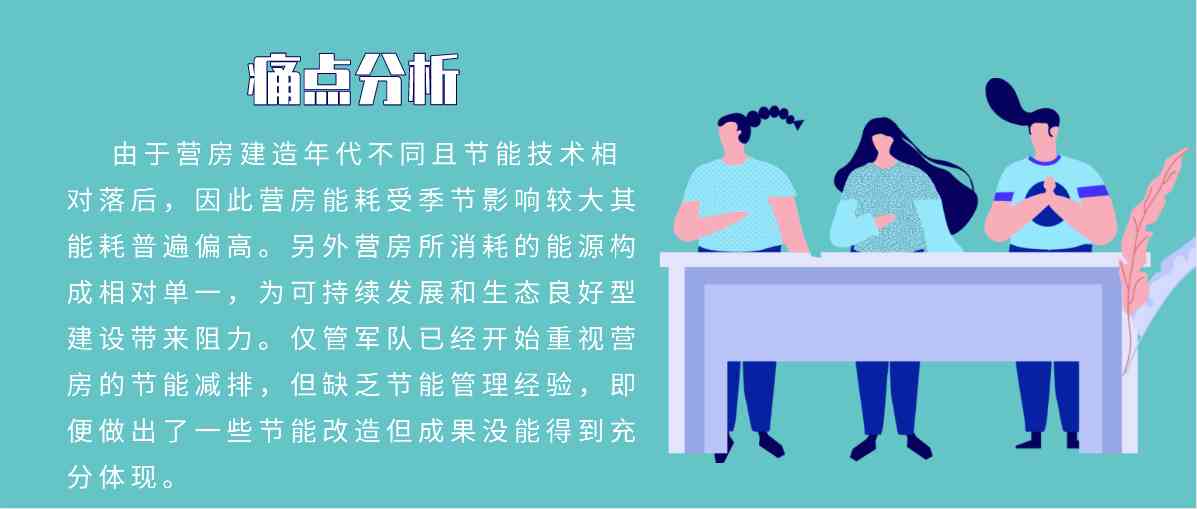 痛点分析
由于营房建造年代不同且节能技术相
对落后，因此营房能耗受季节影响较大其
能耗普遍偏高。另外营房所消耗的能源构
成相对单一，为可持续发展和生态良好型
建设带来阻力。仅管军队已经开始重视营
房的节能减排，但缺乏节能管理经验，即
便做出了一些节能改造但成果没能得到充
分体现。